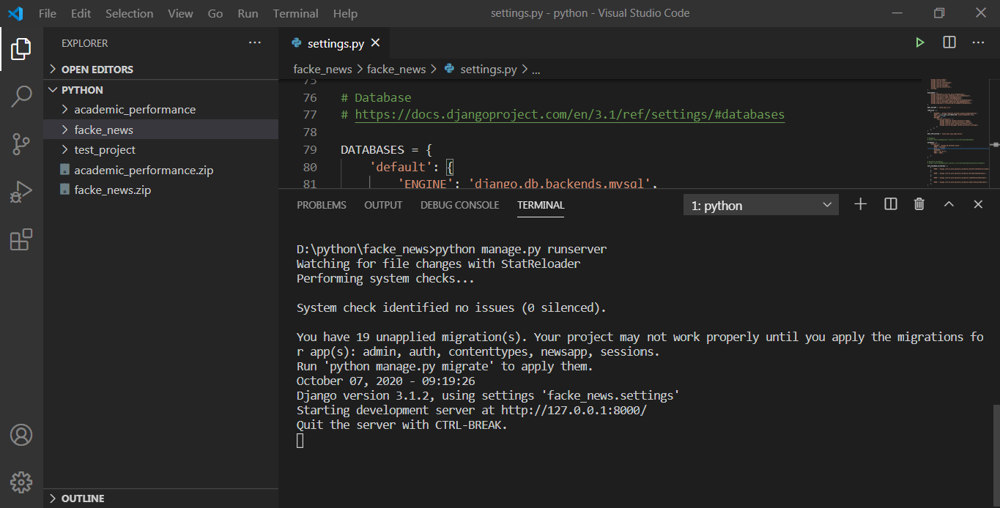 File Edit Selection View Go Run Terminal Help settings.py - python - Visual Studio Code
EXPLORER
OPEN EDITORS
PYTHON
academic_performance
facke_news
test_project
academic_performance.zip
facke_news.zip
OUTLINE
settings.py
facke_news > facke_news > settings.py > ...
75
76 # Database
77 # https://docs.djangoproject.com/en/3.1/ref/settings/#databases
78
79 DATABASES = {
80 'default': {
81 'ENGINE': 'django.db.backends.mysql',
PROBLEMS OUTPUT DEBUG CONSOLE TERMINAL 1: python
D:\python\facke_news>python manage.py runserver
Watching for file changes with StatReloader
Performing system checks...
System check identified no issues (0 silenced).
You have 19 unapplied migration(s). Your project may not work properly until you apply the migrations fo
r app(s): admin, auth, contenttypes, newsapp, sessions.
Run 'python manage.py migrate' to apply them.
October 07, 2020 - 09:19:26
Django version 3.1.2, using settings 'facke_news.settings'
Starting development server at http://127.0.0.1:8000/
Quit the server with CTRL-BREAK.